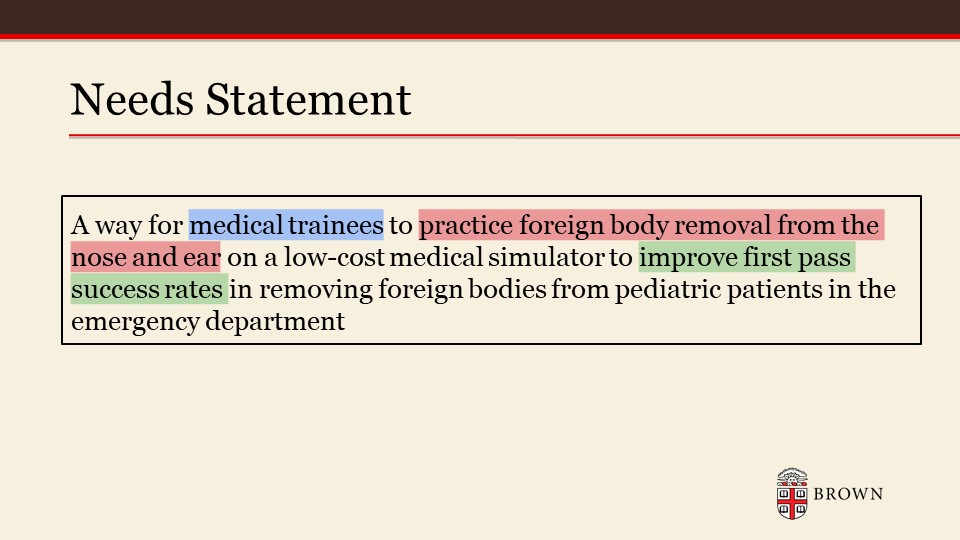 Needs Statement
A way for medical trainees to practice foreign body removal from the
nose and ear on a low-cost medical simulator to improve first pass
success rates in removing foreign bodies from pediatric patients in the
emergency department
BROWN